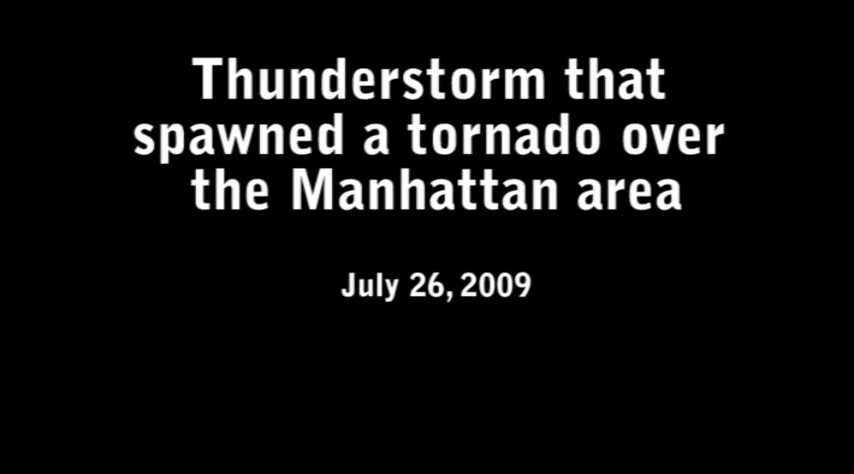 Thunderstorm that
spawned a tornado over
the Manhattan area
July 26, 2009